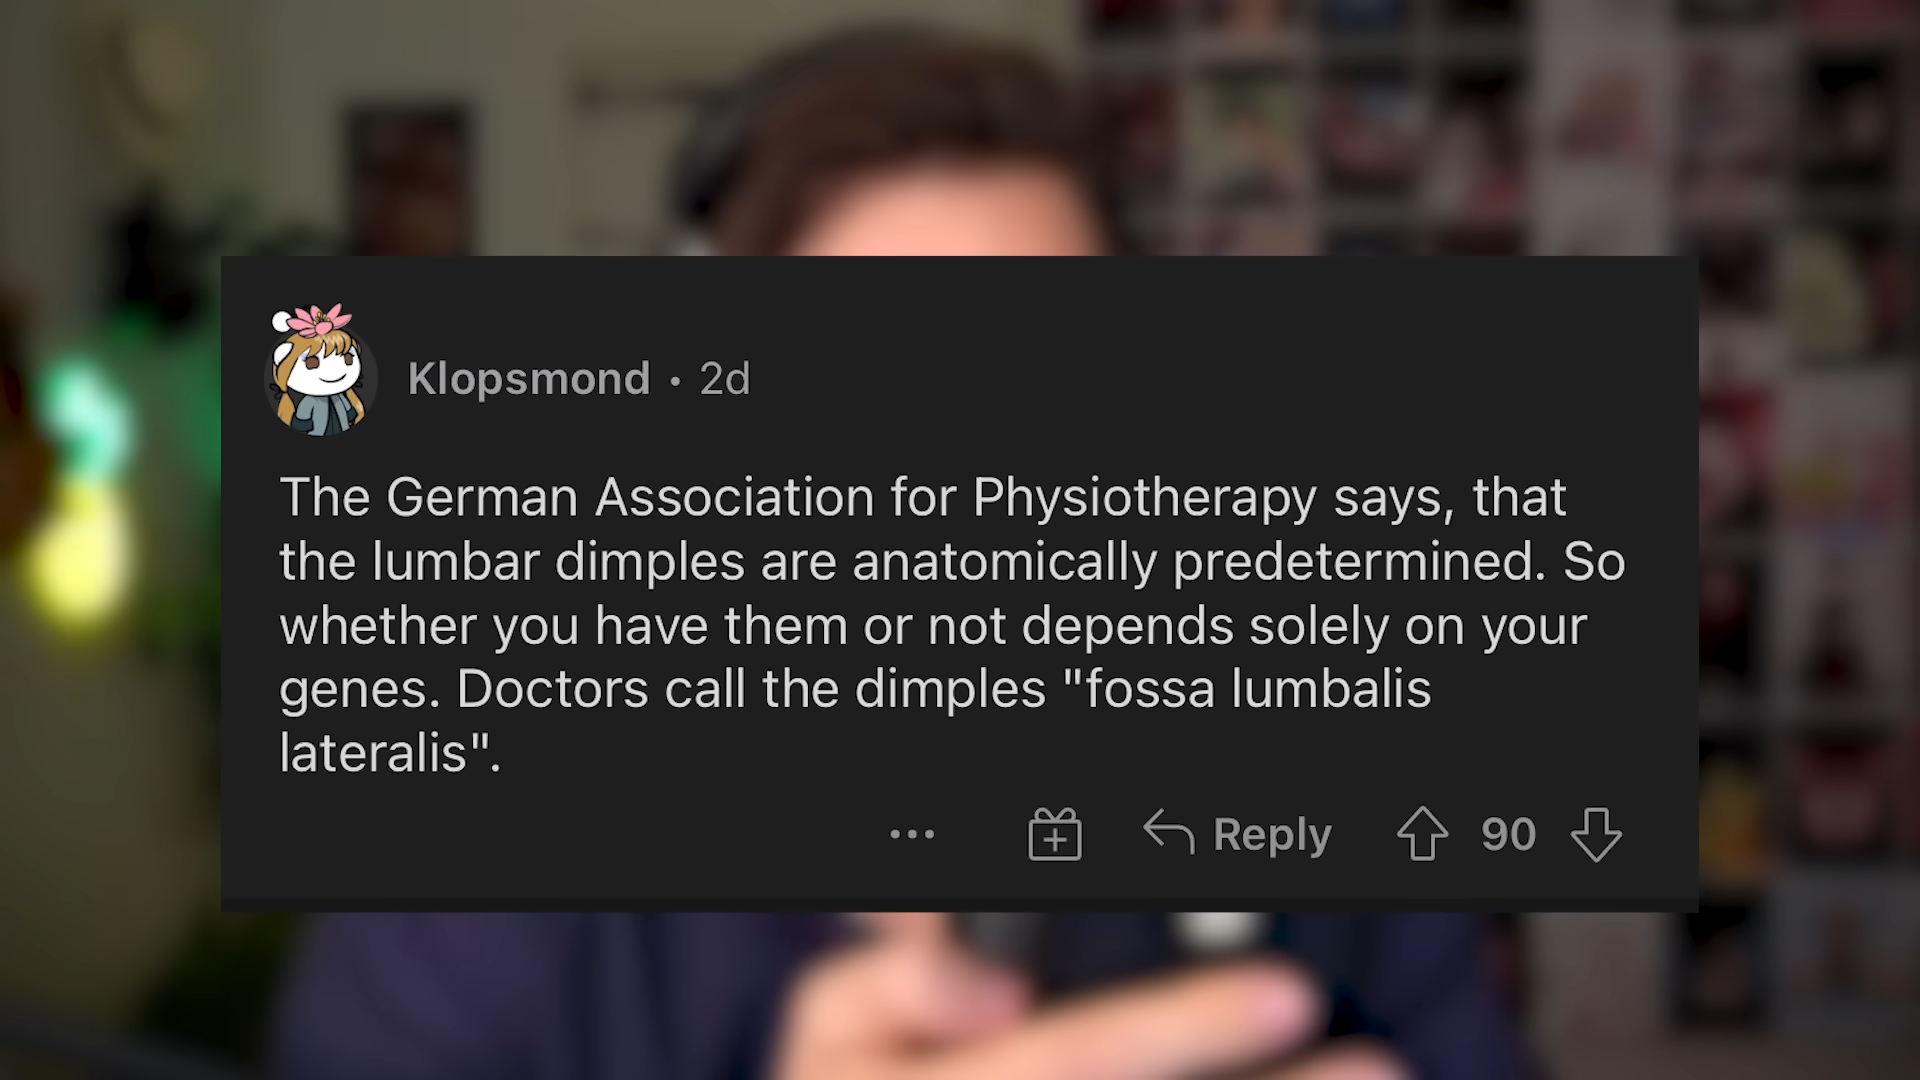 Klopsmond • 2d
The German Association for Physiotherapy says, that
the lumbar dimples are anatomically predetermined. So
whether you have them or not depends solely on your
genes. Doctors call the dimples "fossa lumbalis
lateralis".
Reply 90